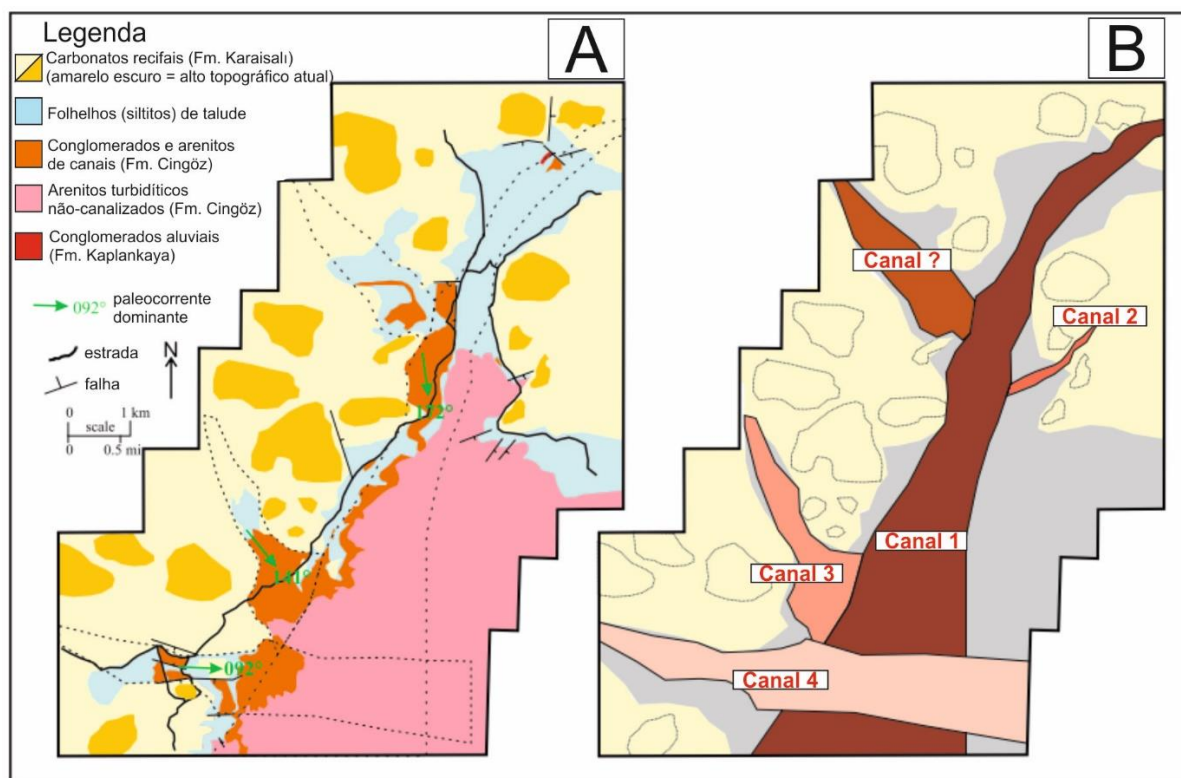 Legenda
Carbonatos recifais (Fm. Karaisalı)
(amarelo escuro = alto topográfico atual)
Folhelhos (siltitos) de talude
Conglomerados e arenitos
de canais (Fm. Cingöz)
Arenitos turbidíticos
não-canalizados (Fm. Cingöz)
Conglomerados aluviais
(Fm. Kaplankaya)
092° paleocorrente
dominante
estrada
falha
N
0 1 km
scale
0 0.5 mi
A
172°
141°
092°
B
Canal ?
Canal 2
Canal 1
Canal 3
Canal 4